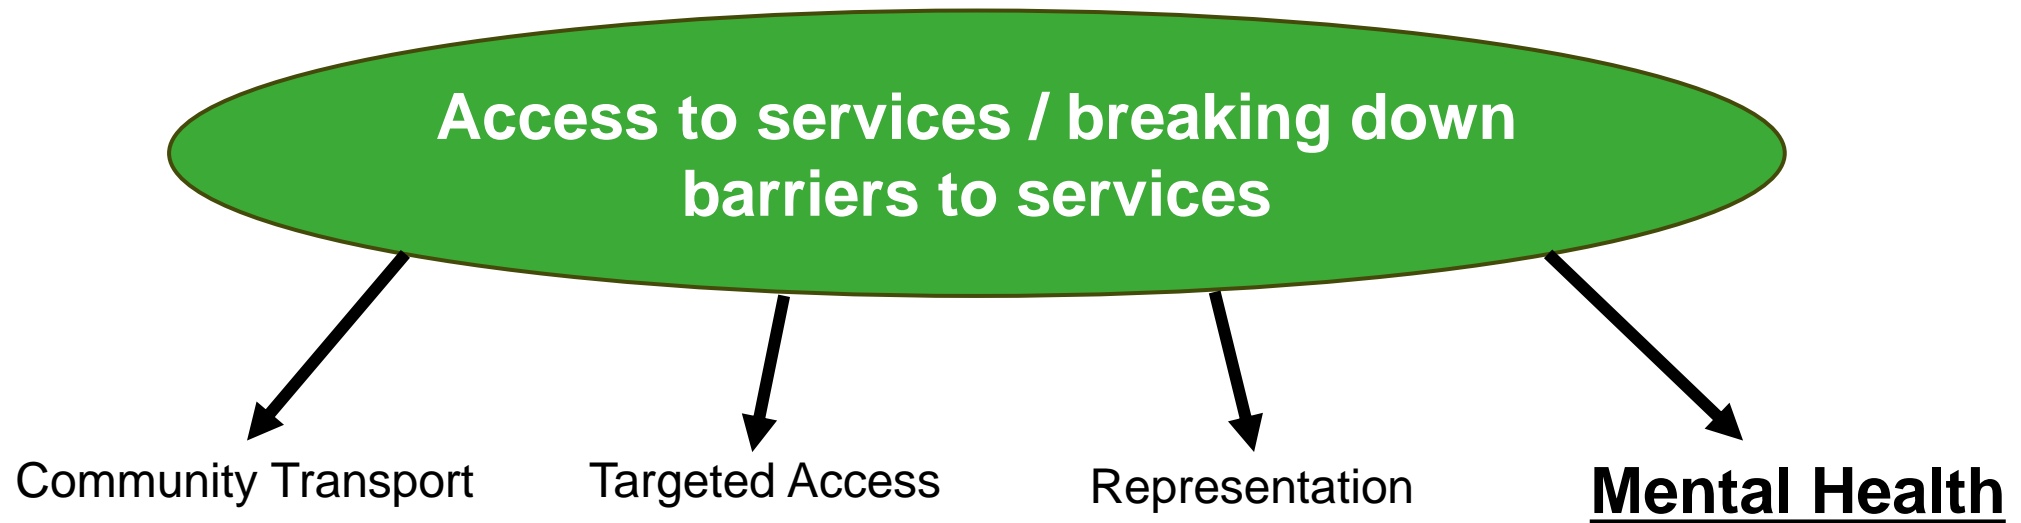 Access to services / breaking down
barriers to services
Community Transport
Targeted Access
Representation
Mental Health